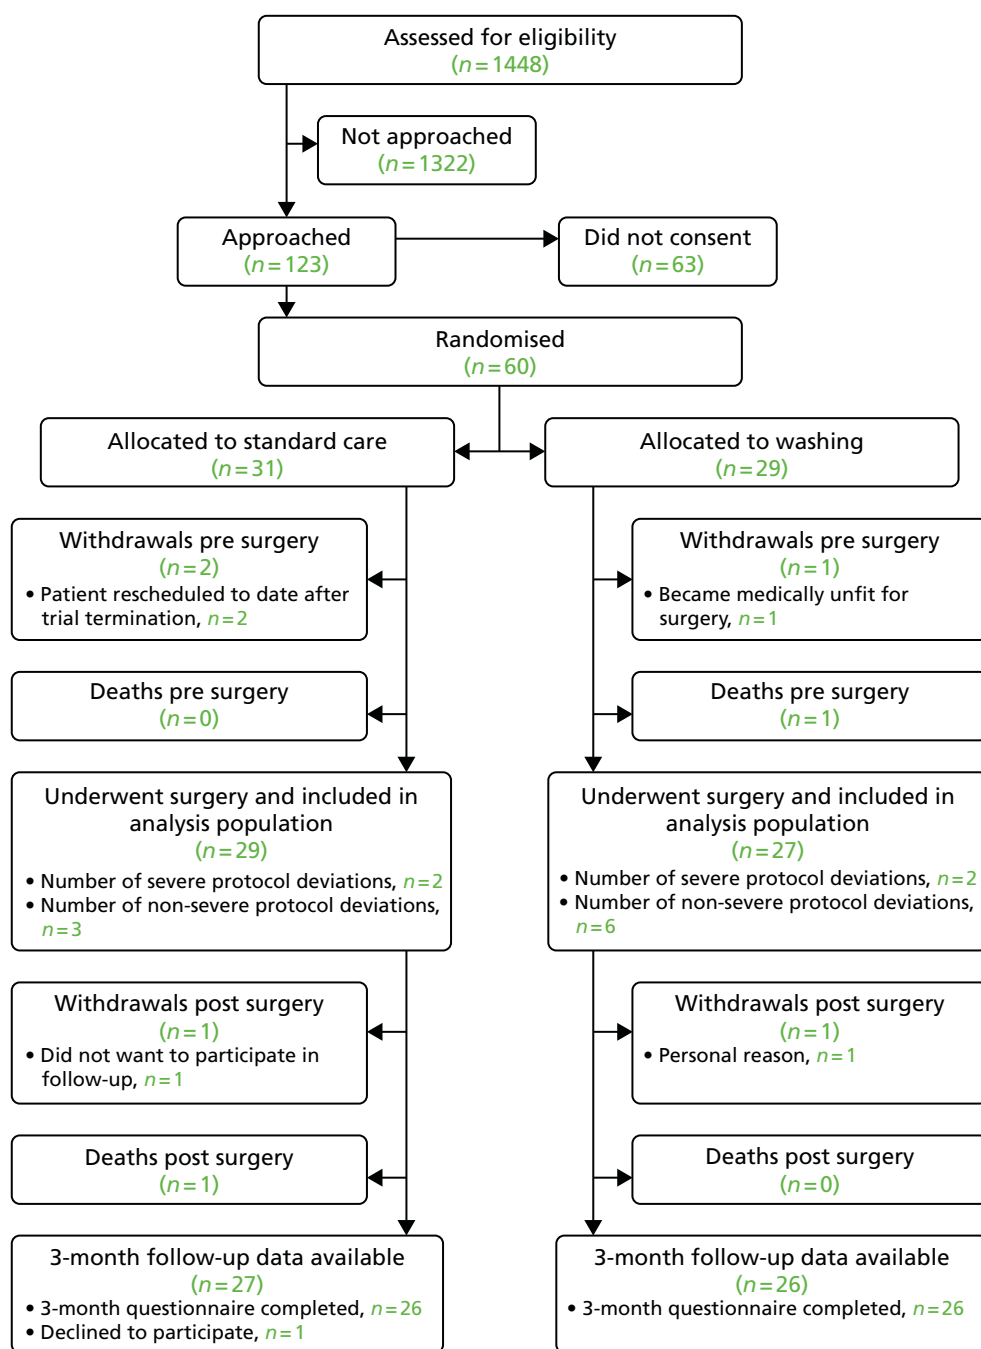 Assessed for eligibility
(n=1448)
Not approached
(n=1322)
Approached
(n=123)
Did not consent
(n=63)
Randomised
(n=60)
Allocated to standard care
(n=31)
Allocated to washing
(n=29)
Withdrawals pre surgery
(n=2)
• Patient rescheduled to date after
trial termination, n=2
Withdrawals pre surgery
(n=1)
• Became medically unfit for
surgery, n=1
Deaths pre surgery
(n=0)
Deaths pre surgery
(n=1)
Underwent surgery and included in
analysis population
(n=29)
• Number of severe protocol deviations, n=2
• Number of non-severe protocol deviations,
n=3
Underwent surgery and included in
analysis population
(n=27)
• Number of severe protocol deviations, n=2
• Number of non-severe protocol deviations,
n=6
Withdrawals post surgery
(n=1)
• Did not want to participate in
follow-up, n=1
Withdrawals post surgery
(n=1)
• Personal reason, n=1
Deaths post surgery
(n=1)
Deaths post surgery
(n=0)
3-month follow-up data available
(n=27)
• 3-month questionnaire completed, n=26
• Declined to participate, n=1
3-month follow-up data available
(n=26)
• 3-month questionnaire completed, n=26